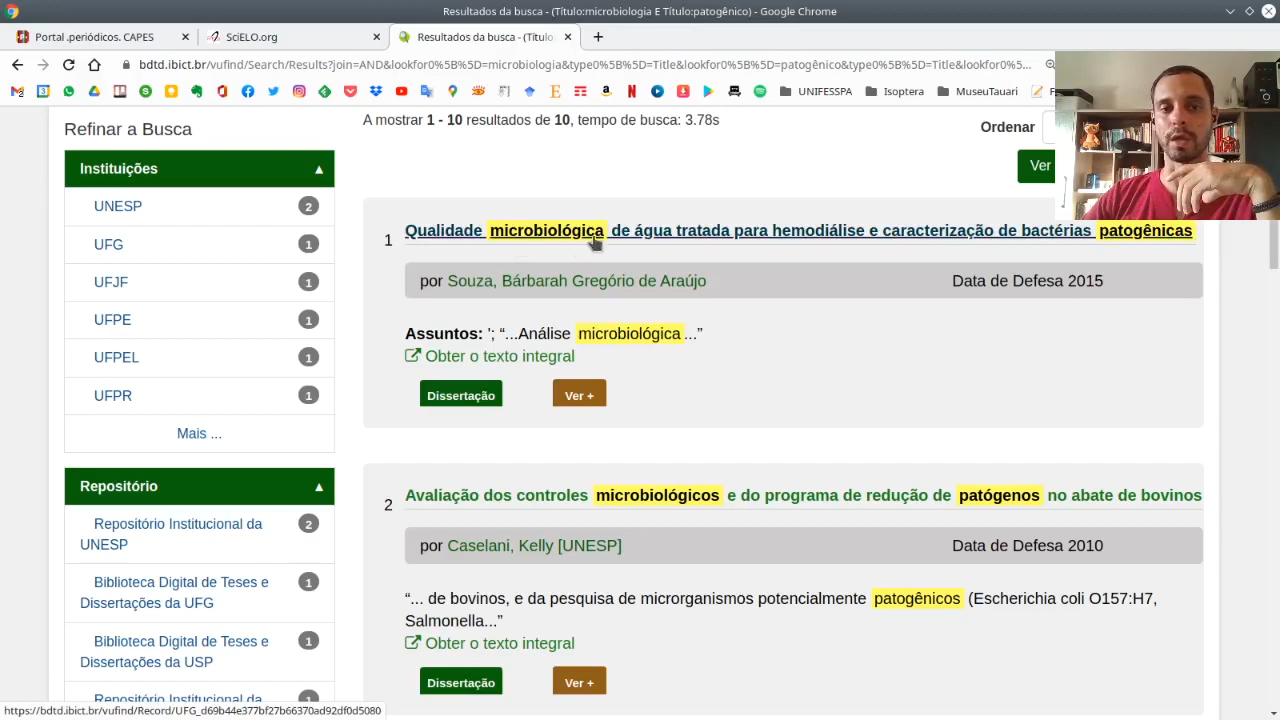 Resultados da busca - (Título:microbiologia E Título:patogênico) - Google Chrome
Portal .periódicos. CAPES
SciELO.org
Resultados da busca - (Título
bdtd.ibict.br/vufind/Search/Results?join=AND&lookfor0%5B%5D=microbiologia&type0%5B%5D=Title&lookfor0%5B%5D=patogênico&type0%5B%5D=Title&lookfor0%5...
UNIFESSPA
Isoptera
MuseuTauari
Refinar a Busca
A mostrar 1 - 10 resultados de 10, tempo de busca: 3.78s
Ordenar
Ver
Instituições
UNESP 2
UFG 1
UFJF 1
UFPE 1
UFPEL 1
UFPR 1
Mais ...
Repositório
Repositório Institucional da 2
UNESP
Biblioteca Digital de Teses e 1
Dissertações da UFG
Biblioteca Digital de Teses e 1
Dissertações da USP
Repositório Institucional da 1
1 Qualidade microbiológica de água tratada para hemodiálise e caracterização de bactérias patogênicas
por Souza, Bárbarah Gregório de Araújo Data de Defesa 2015
Assuntos: '; “...Análise microbiológica...”
Obter o texto integral
Dissertação Ver +
2 Avaliação dos controles microbiológicos e do programa de redução de patógenos no abate de bovinos
por Caselani, Kelly [UNESP] Data de Defesa 2010
“... de bovinos, e da pesquisa de microrganismos potencialmente patogênicos (Escherichia coli O157:H7,
Salmonella...”
Obter o texto integral
Dissertação Ver +
https://bdtd.ibict.br/vufind/Record/UFG_d69b44e377bf27b66370ad92df0d5080